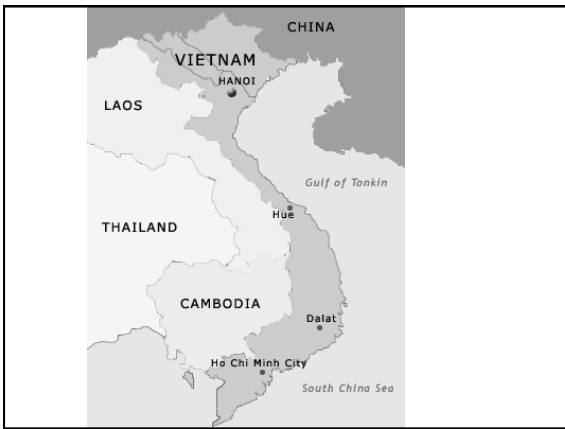 CHINA
VIETNAM
HANOI
LAOS
Gulf of Tonkin
Hue
THAILAND
CAMBODIA
Dalat
Ho Chi Minh City
South China Sea